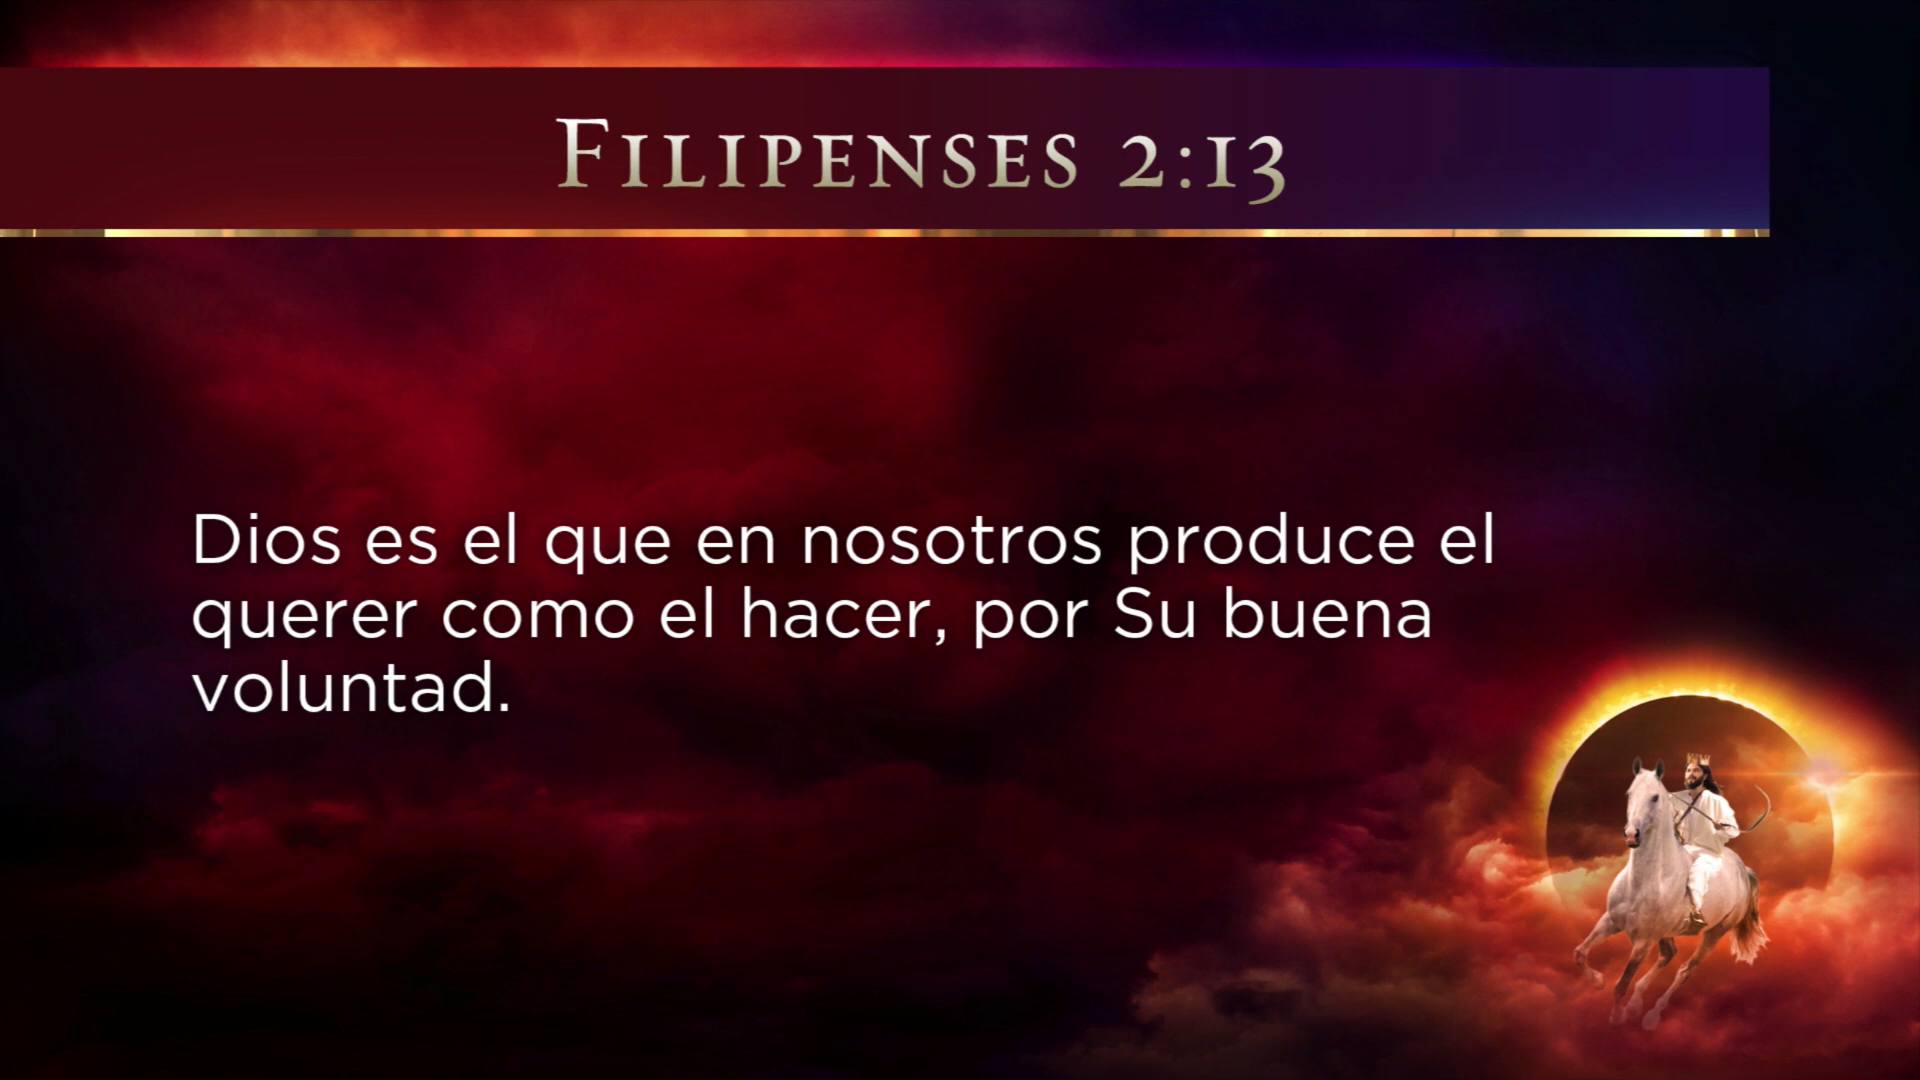 Filipenses 2:13
Dios es el que en nosotros produce el
querer como el hacer, por Su buena
voluntad.